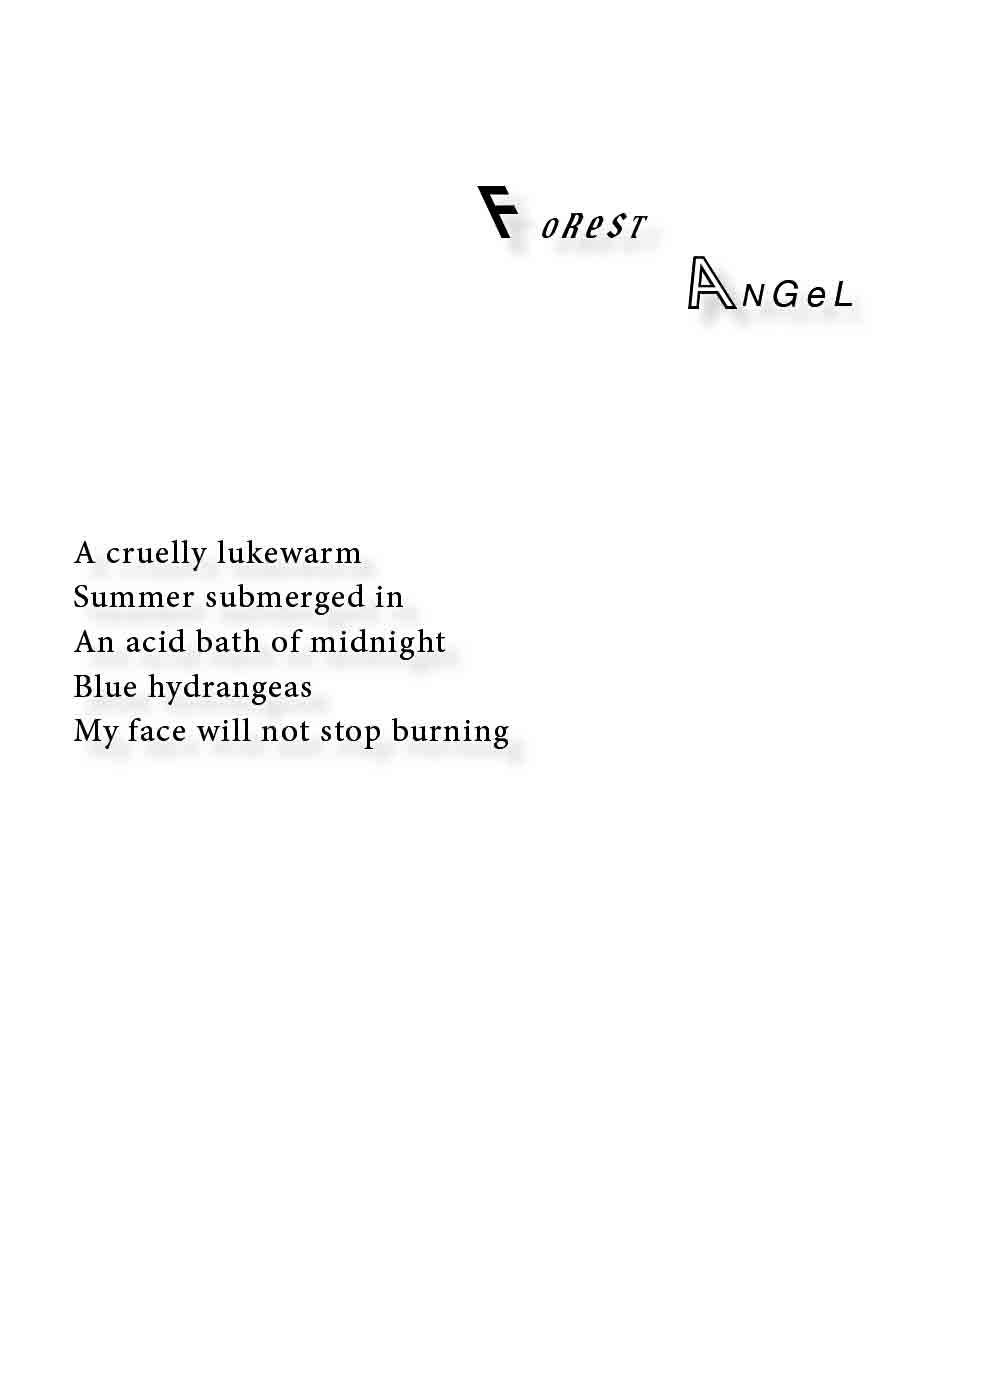 FoReST
ANGeL
A cruelly lukewarm
Summer submerged in
An acid bath of midnight
Blue hydrangeas
My face will not stop burning